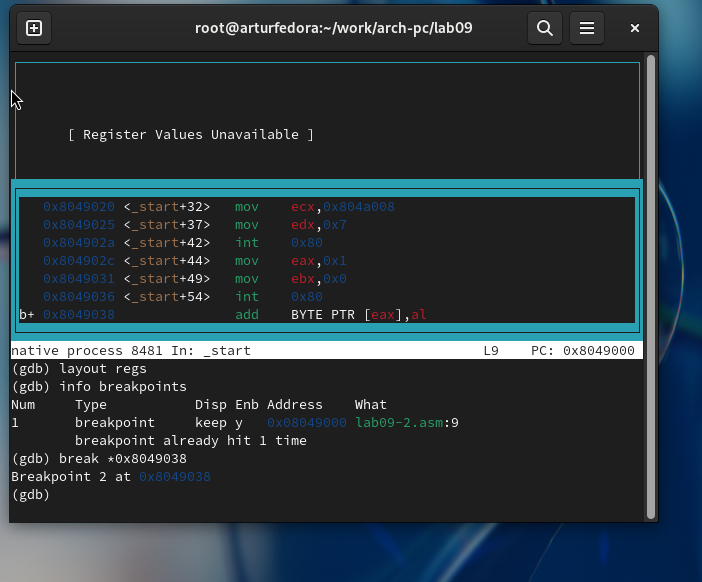 root@arturfedora:~/work/arch-pc/lab09
[ Register Values Unavailable ]
0x8049020 <_start+32> mov ecx,0x804a008
0x8049025 <_start+37> mov edx,0x7
0x804902a <_start+42> int 0x80
0x804902c <_start+44> mov eax,0x1
0x8049031 <_start+49> mov ebx,0x0
0x8049036 <_start+54> int 0x80
b+ 0x8049038 add BYTE PTR [eax],al
native process 8481 In: _start L9 PC: 0x8049000
(gdb) layout regs
(gdb) info breakpoints
Num Type Disp Enb Address What
1 breakpoint keep y 0x08049000 lab09-2.asm:9
breakpoint already hit 1 time
(gdb) break *0x8049038
Breakpoint 2 at 0x8049038
(gdb)